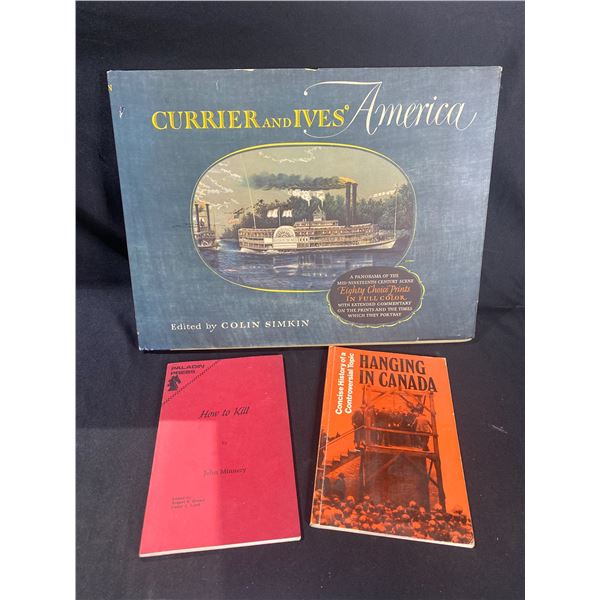 CURRIER AND IVES' America
A PANORAMA OF THE
MID-NINETEENTH CENTURY SCENE
Eighty Choice Prints
IN FULL COLOR
WITH EXTENDED COMMENTARY
ON THE PRINTS AND THE TIMES
WHICH THEY PORTRAY
Edited by COLIN SIMKIN
PALADIN
PRESS
How to Kill
by
John Minnery
Edited by
Concise History of a
Controversial Topic
HANGING
IN CANADA